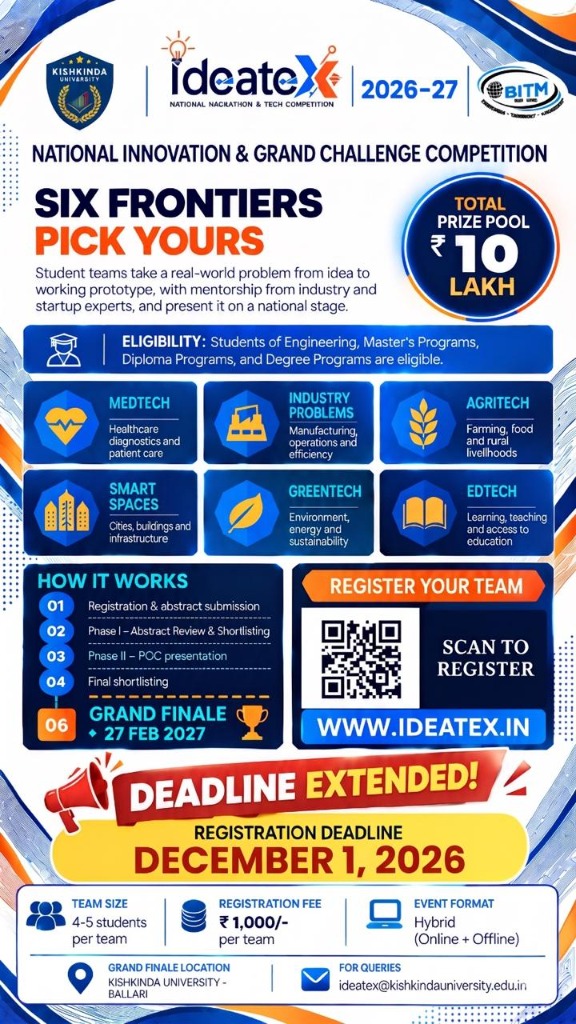 KISHKINDA
UNIVERSITY
IdeateX
NATIONAL HACKATHON & TECH COMPETITION
2026-27
BITM
NATIONAL INNOVATION & GRAND CHALLENGE COMPETITION
SIX FRONTIERS
PICK YOURS
Student teams take a real-world problem from idea to
working prototype, with mentorship from industry and
startup experts, and present it on a national stage.
TOTAL
PRIZE POOL
₹ 10
LAKH
ELIGIBILITY: Students of Engineering, Master's Programs,
Diploma Programs, and Degree Programs are eligible.
MEDTECH
Healthcare
diagnostics and
patient care
INDUSTRY
PROBLEMS
Manufacturing,
operations and
efficiency
AGRITECH
Farming, food
and rural
livelihoods
SMART
SPACES
Cities, buildings and
infrastructure
GREENTECH
Environment,
energy and
sustainability
EDTECH
Learning, teaching
and access to
education
HOW IT WORKS
01 Registration & abstract submission
02 Phase I – Abstract Review & Shortlisting
03 Phase II – POC presentation
04 Final shortlisting
06 GRAND FINALE
• 27 FEB 2027
REGISTER YOUR TEAM
SCAN TO
REGISTER
WWW.IDEATEX.IN
DEADLINE EXTENDED!
REGISTRATION DEADLINE
DECEMBER 1, 2026
TEAM SIZE
4-5 students
per team
REGISTRATION FEE
₹ 1,000/-
per team
EVENT FORMAT
Hybrid
(Online + Offline)
GRAND FINALE LOCATION
KISHKINDA UNIVERSITY -
BALLARI
FOR QUERIES
ideatex@kishkindauniversity.edu.in